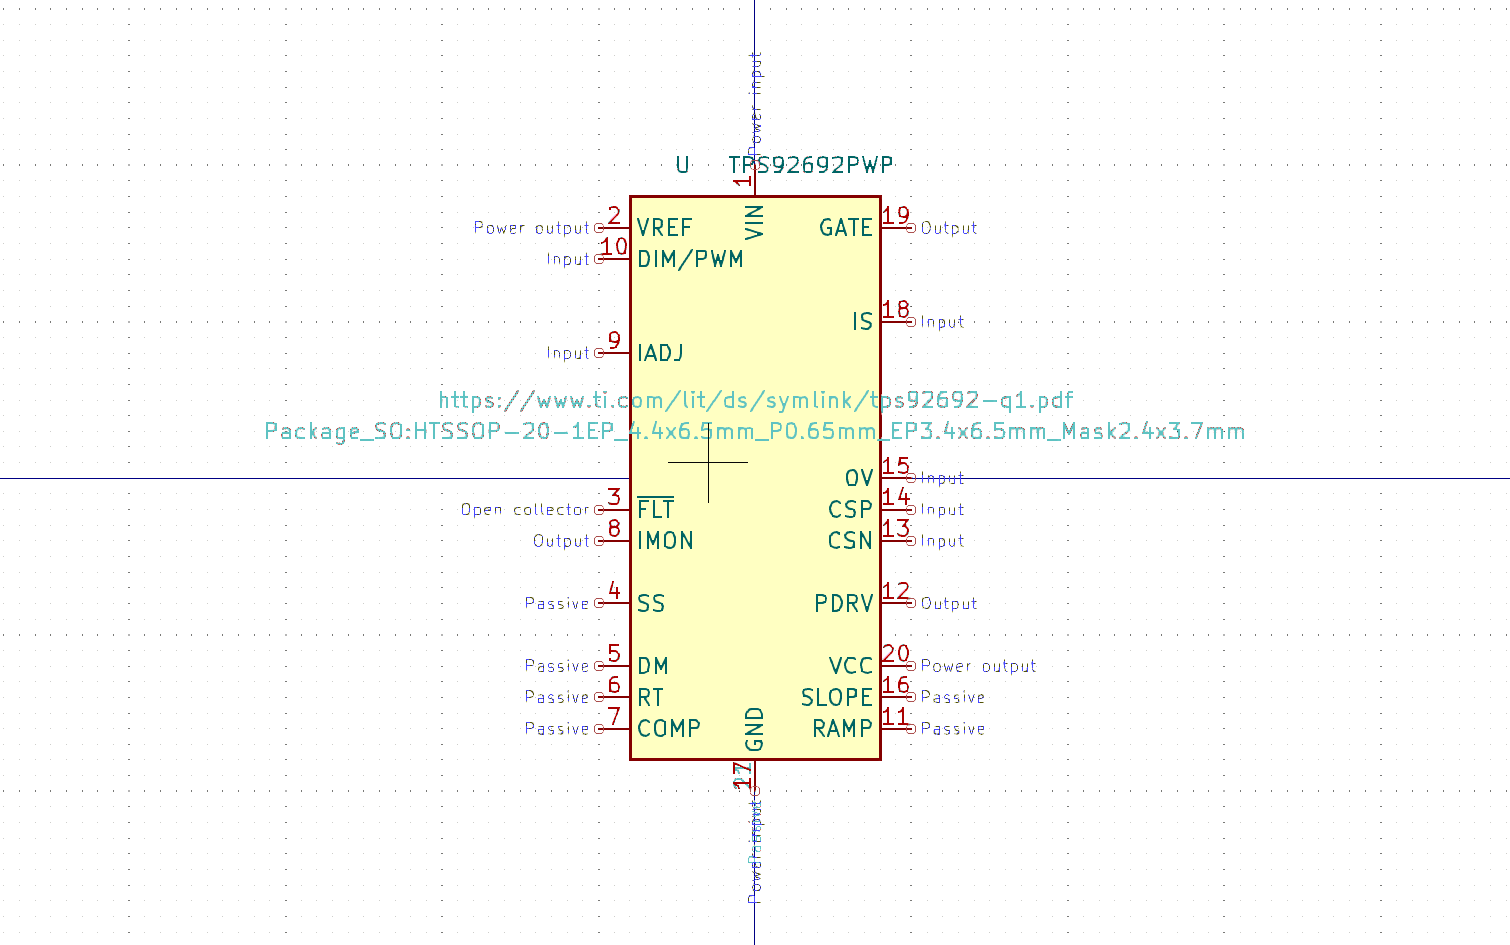 Power input
U TPS92692PWP
1
2 VIN 19
Power output VREF GATE Output
10
Input DIM/PWM
18
IS Input
9
Input IADJ
https://www.ti.com/lit/ds/symlink/tps92692-q1.pdf
Package_SO:HTSSOP-20-1EP_4.4x6.5mm_P0.65mm_EP3.4x6.5mm_Mask2.4x3.7mm
15
OV Input
3 14
Open collector FLT CSP Input
8 13
Output IMON CSN Input
4 12
Passive SS PDRV Output
5 20
Passive DM VCC Power output
6 16
Passive RT SLOPE Passive
7 11
Passive COMP GND RAMP Passive
17
Power input